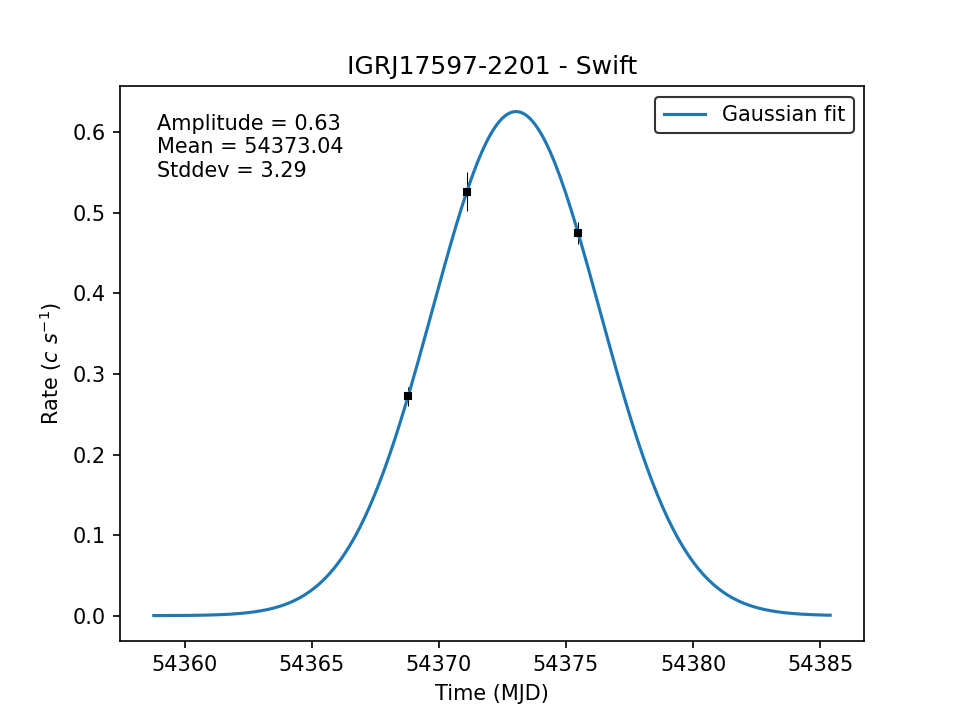 IGRJ17597-2201 - Swift
Amplitude = 0.63
Mean = 54373.04
Stddev = 3.29
Gaussian fit
0.6
0.5
0.4
0.3
0.2
0.1
0.0
Rate (c s⁻¹)
54360 54365 54370 54375 54380 54385
Time (MJD)